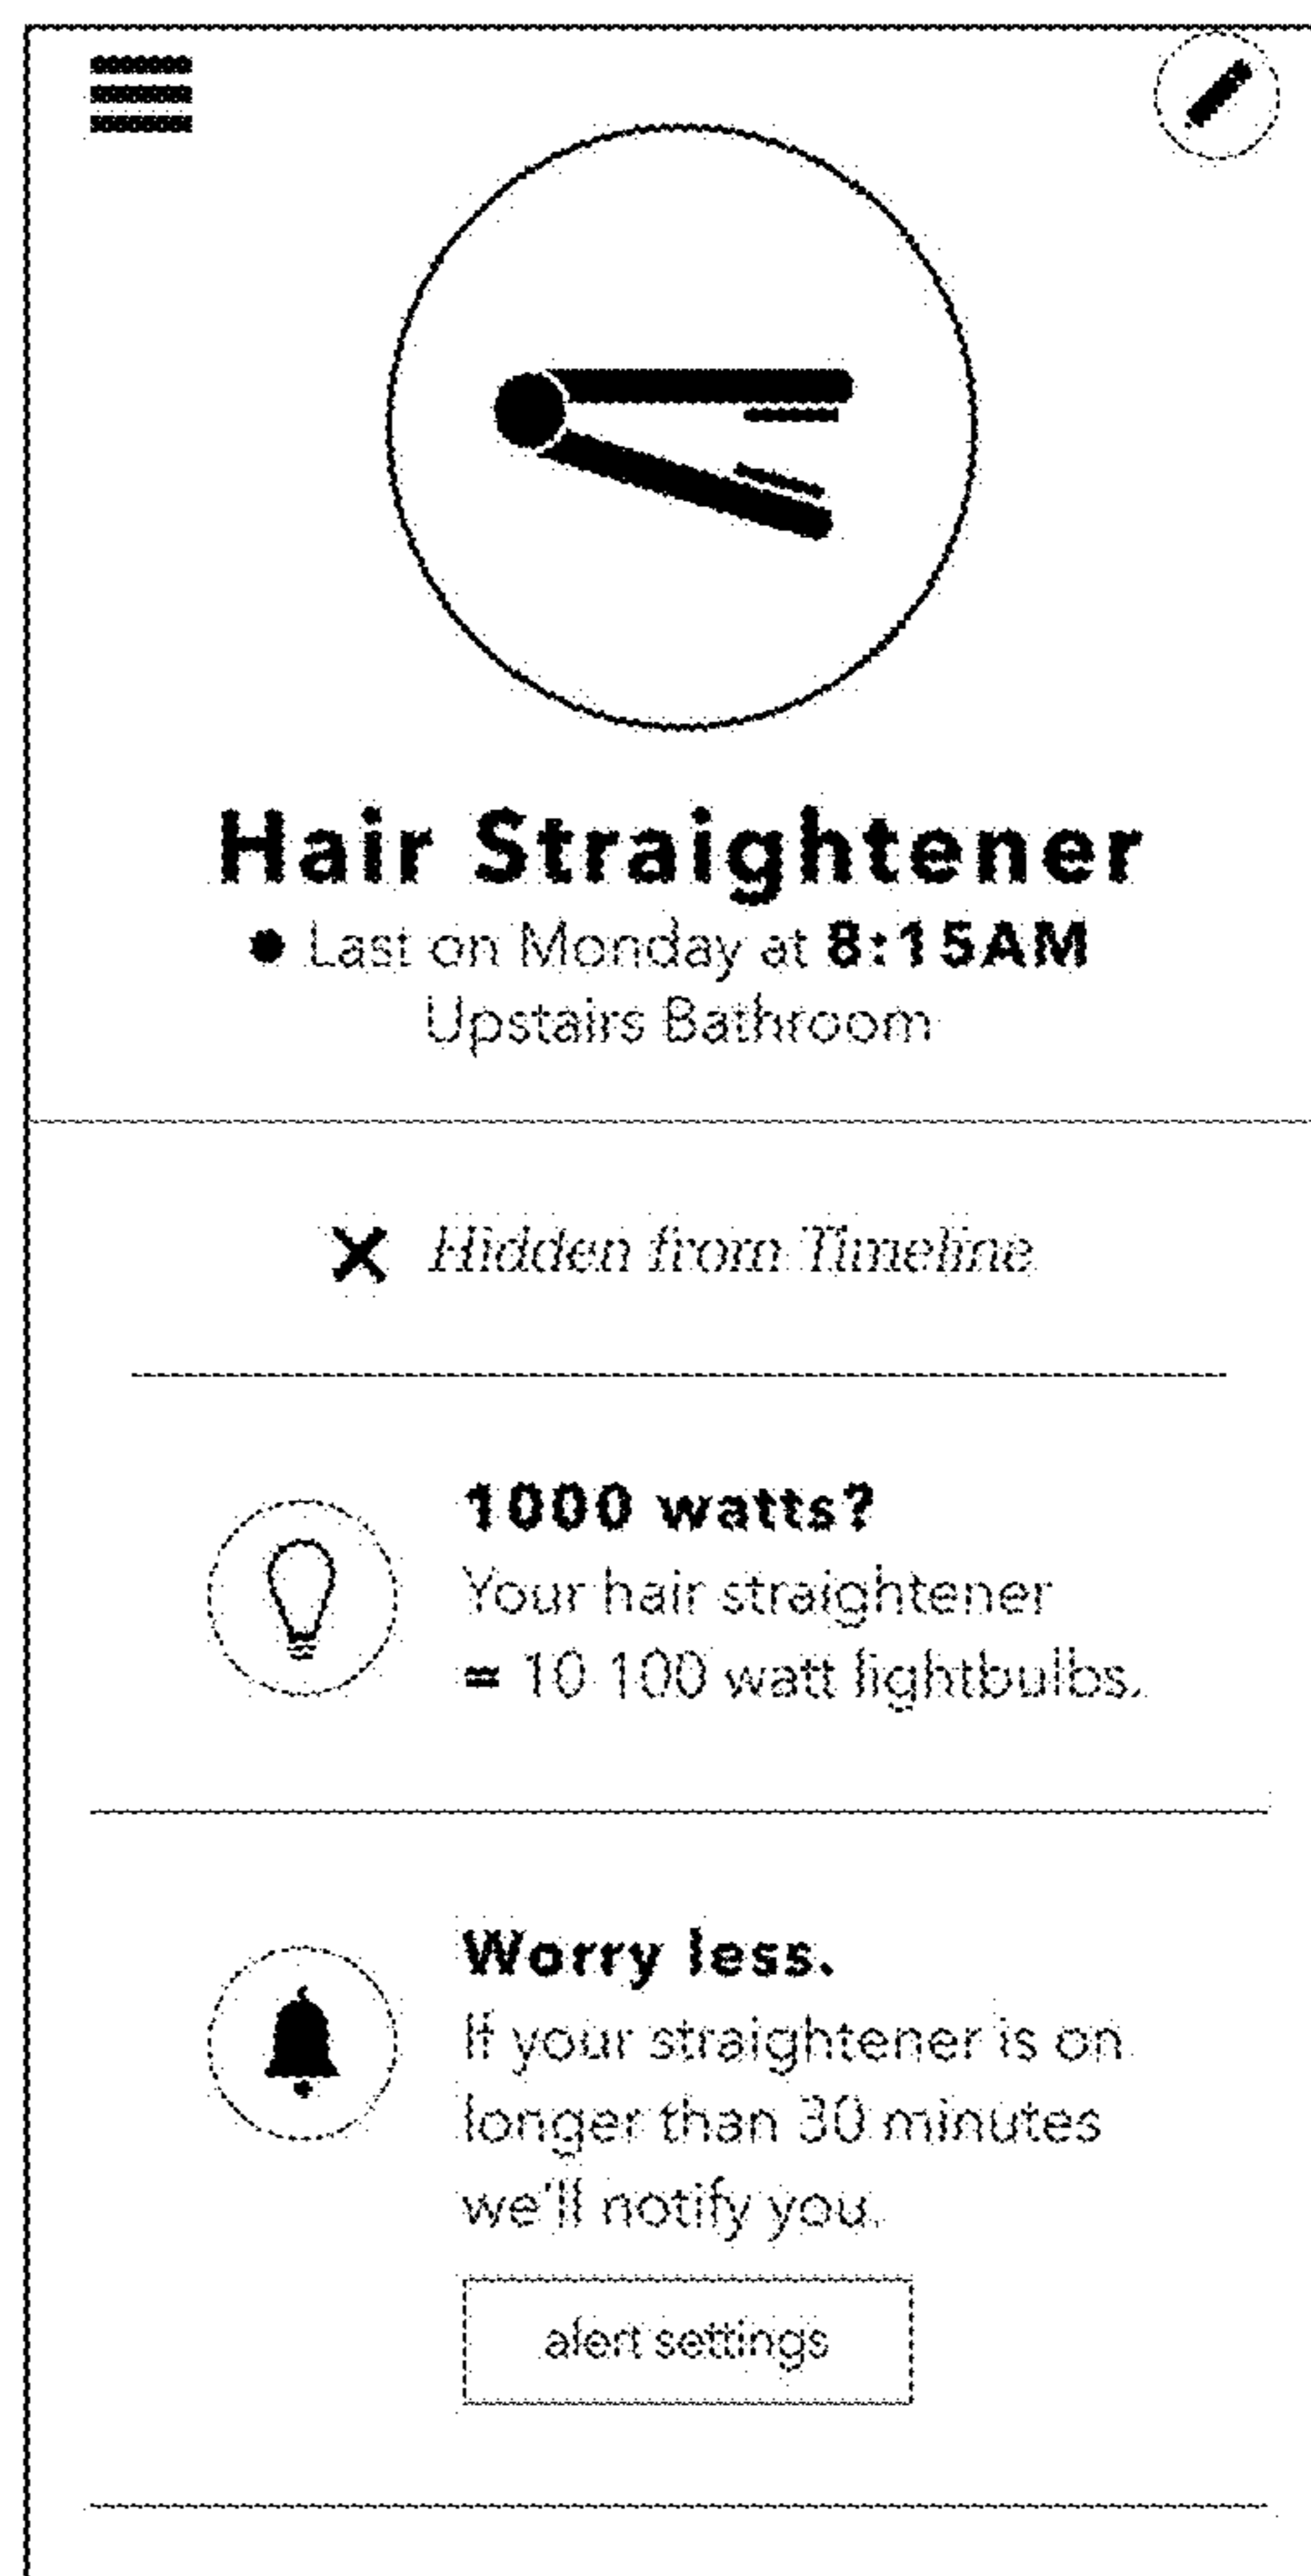 Hair Straightener
● Last on Monday at 8:15AM
Upstairs Bathroom
✕ Hidden from Timeline
1000 watts?
Your hair straightener
= 10 100 watt lightbulbs.
Worry less.
If your straightener is on
longer than 30 minutes
we'll notify you.
alert settings